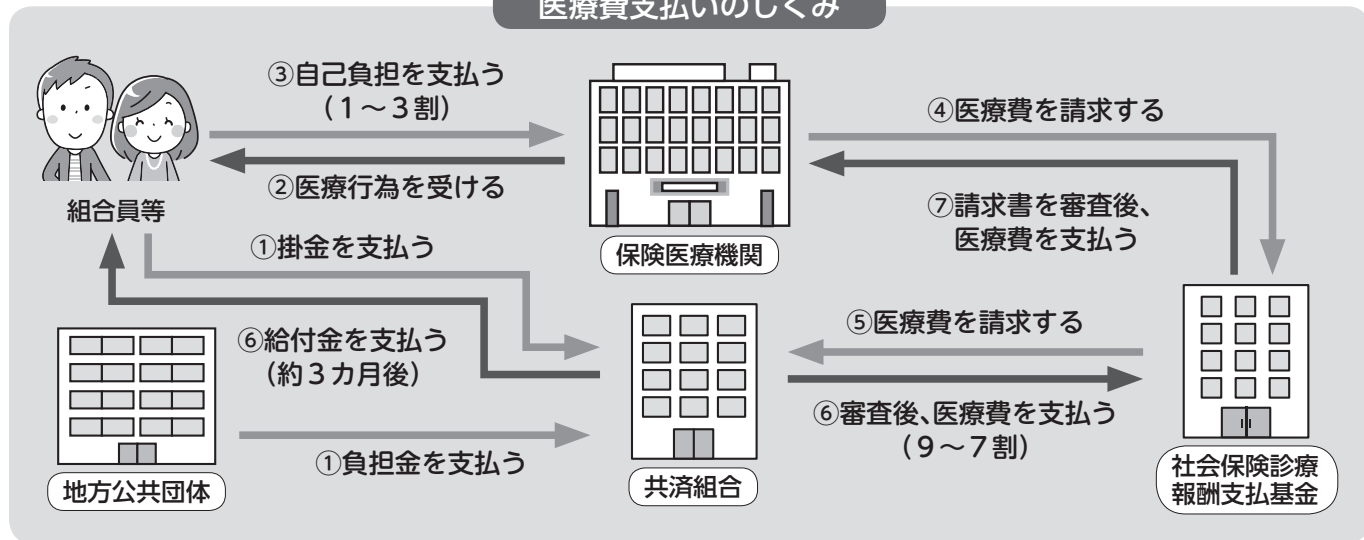 医療費支払いのしくみ
③自己負担を支払う
(1〜3割)
②医療行為を受ける
組合員等
①掛金を支払う
保険医療機関
④医療費を請求する
⑦請求書を審査後、
医療費を支払う
⑥給付金を支払う
(約3カ月後)
⑤医療費を請求する
⑥審査後、医療費を支払う
(9〜7割)
①負担金を支払う
地方公共団体
共済組合
社会保険診療
報酬支払基金